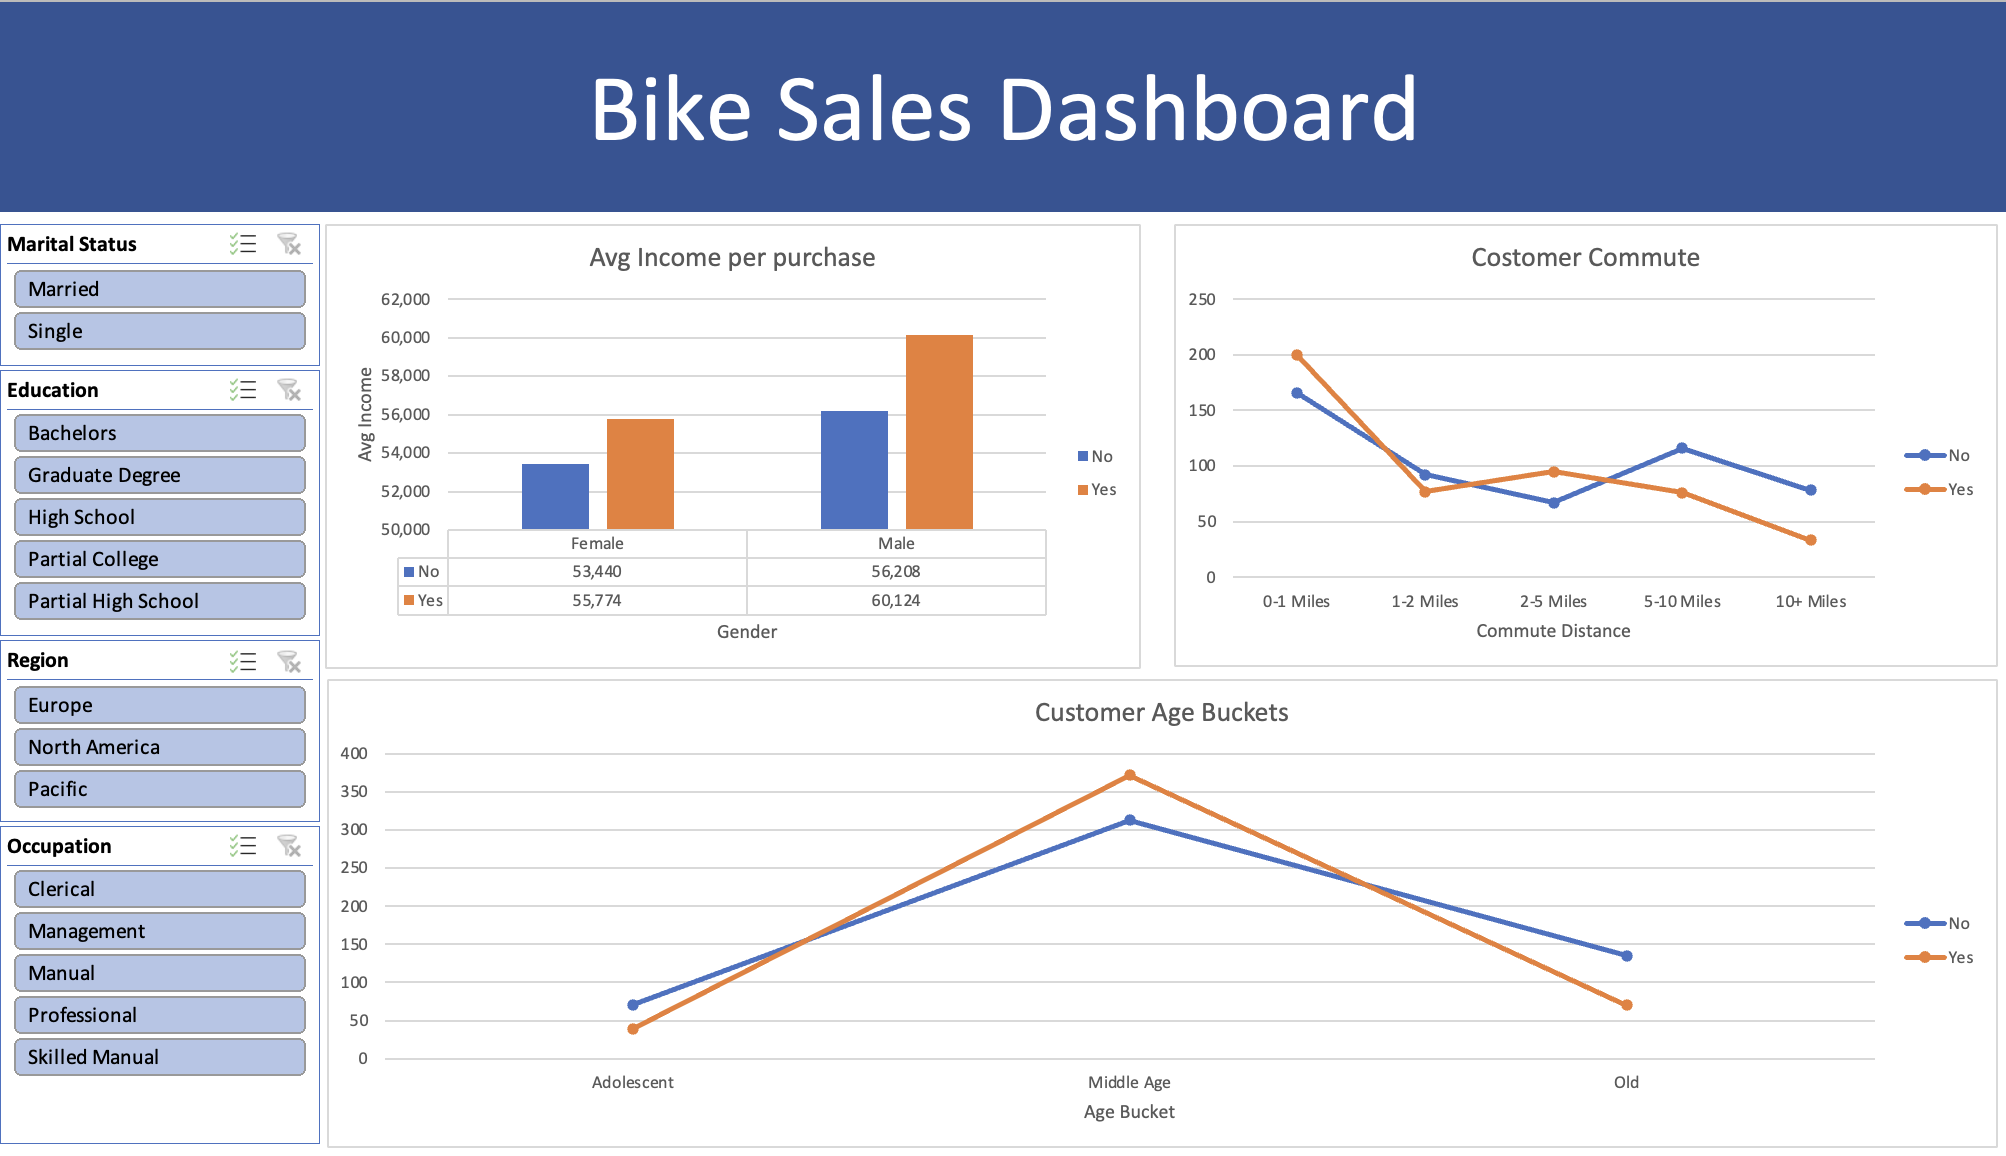 Bike Sales Dashboard
Marital Status
Married
Single
Education
Bachelors
Graduate Degree
High School
Partial College
Partial High School
Region
Europe
North America
Pacific
Occupation
Clerical
Management
Manual
Professional
Skilled Manual
Avg Income per purchase
Avg Income
62,000
60,000
58,000
56,000
54,000
52,000
50,000
Female Male
No 53,440 56,208
Yes 55,774 60,124
Gender
No
Yes
Costomer Commute
250
200
150
100
50
0
0-1 Miles 1-2 Miles 2-5 Miles 5-10 Miles 10+ Miles
Commute Distance
No
Yes
Customer Age Buckets
400
350
300
250
200
150
100
50
0
Adolescent Middle Age Old
Age Bucket
No
Yes